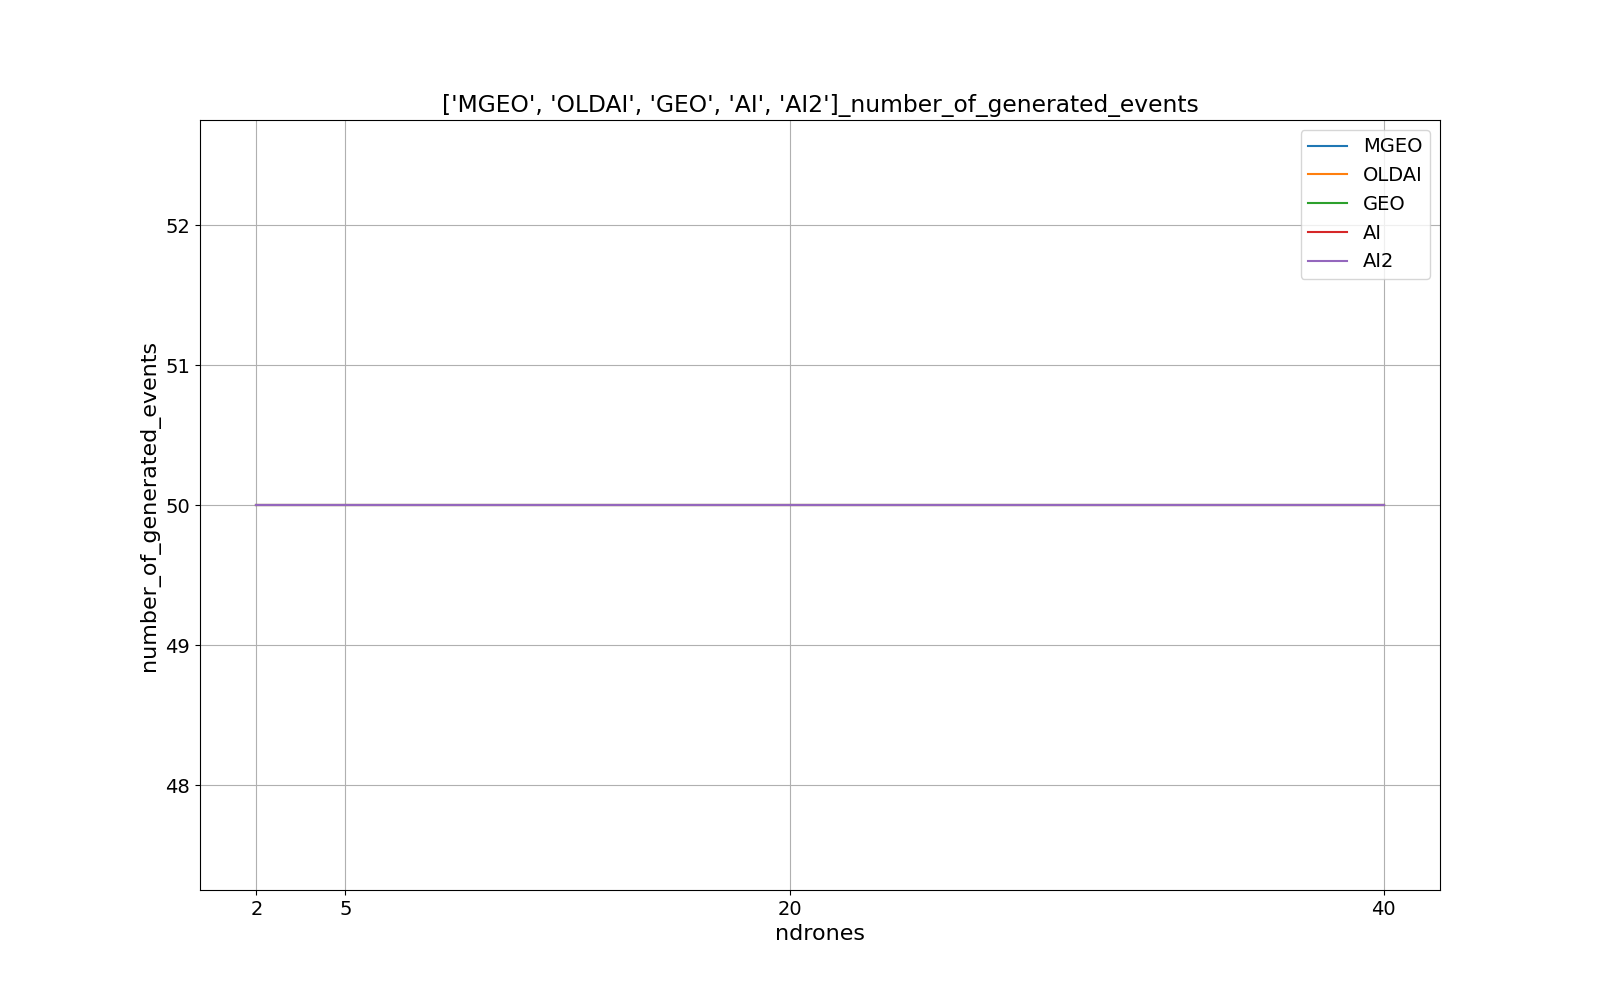 ['MGEO', 'OLDAI', 'GEO', 'AI', 'AI2']_number_of_generated_events
MGEO
OLDAI
GEO
AI
AI2
number_of_generated_events
52
51
50
49
48
2 5 20 40
ndrones